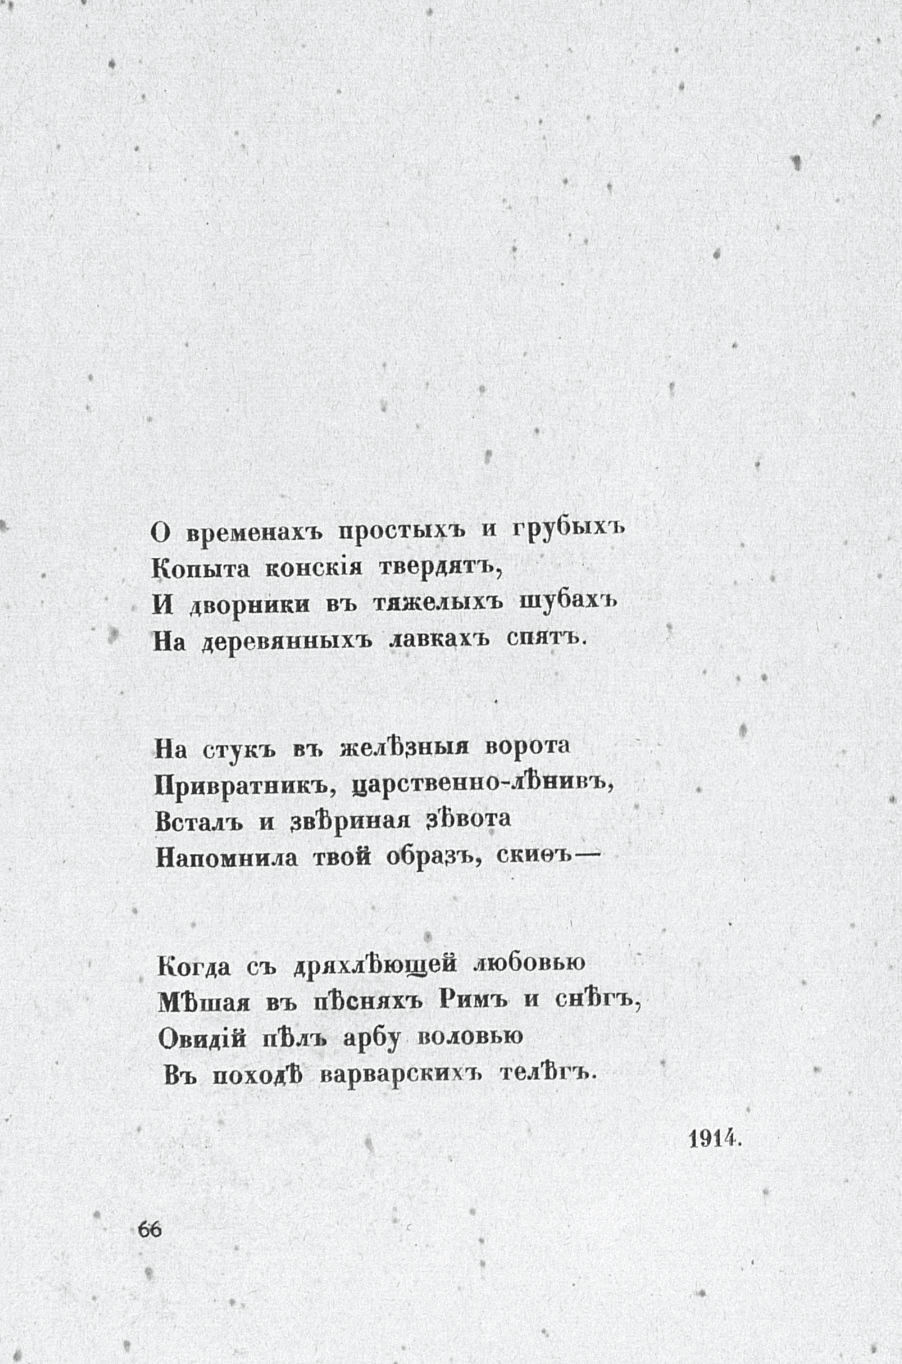 О временахъ простыхъ и грубыхъ
Копыта конскія твердятъ,
И дворники въ тяжелыхъ шубахъ
На деревянныхъ лавкахъ спятъ.
На стукъ въ желѣзныя ворота
Привратникъ, царственно-лѣнивъ,
Всталъ и звѣриная зѣвота
Напомнила твой образъ, скиѳъ—
Когда съ дряхлѣющей любовью
Мѣшая въ пѣсняхъ Римъ и снѣгъ,
Овидій пѣлъ арбу воловью
Въ походѣ варварскихъ телѣгъ.
1914.
66